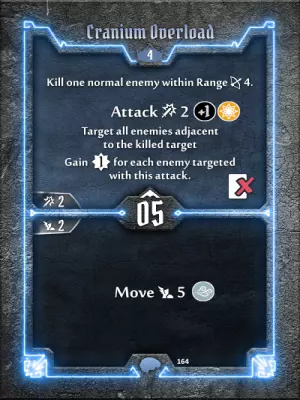 Cranium Overload
4
Kill one normal enemy within Range 4.
Attack 2 +1
Target all enemies adjacent
to the killed target
Gain 1 for each enemy targeted
with this attack.
2
05
2
Move 5
164